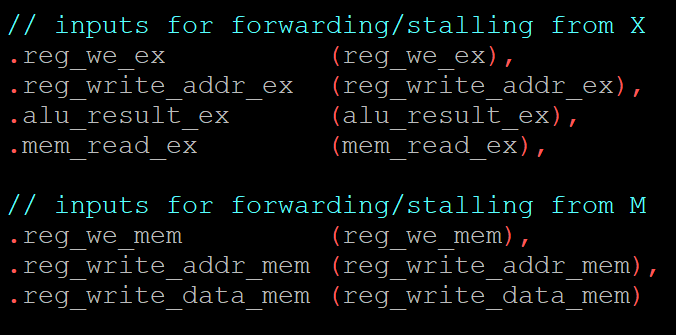 // inputs for forwarding/stalling from X
.reg_we_ex          (reg_we_ex),
.reg_write_addr_ex  (reg_write_addr_ex),
.alu_result_ex      (alu_result_ex),
.mem_read_ex        (mem_read_ex),

// inputs for forwarding/stalling from M
.reg_we_mem         (reg_we_mem),
.reg_write_addr_mem (reg_write_addr_mem),
.reg_write_data_mem (reg_write_data_mem)